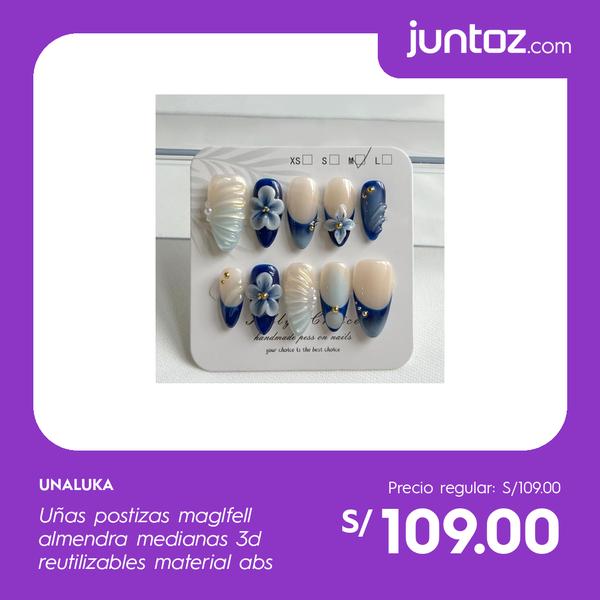 juntoz.com
XS S M L
handmade pess on nails
your choice is the best choice
UNALUKA
Uñas postizas maglfell
almendra medianas 3d
reutilizables material abs
Precio regular: S/109.00
S/ 109.00